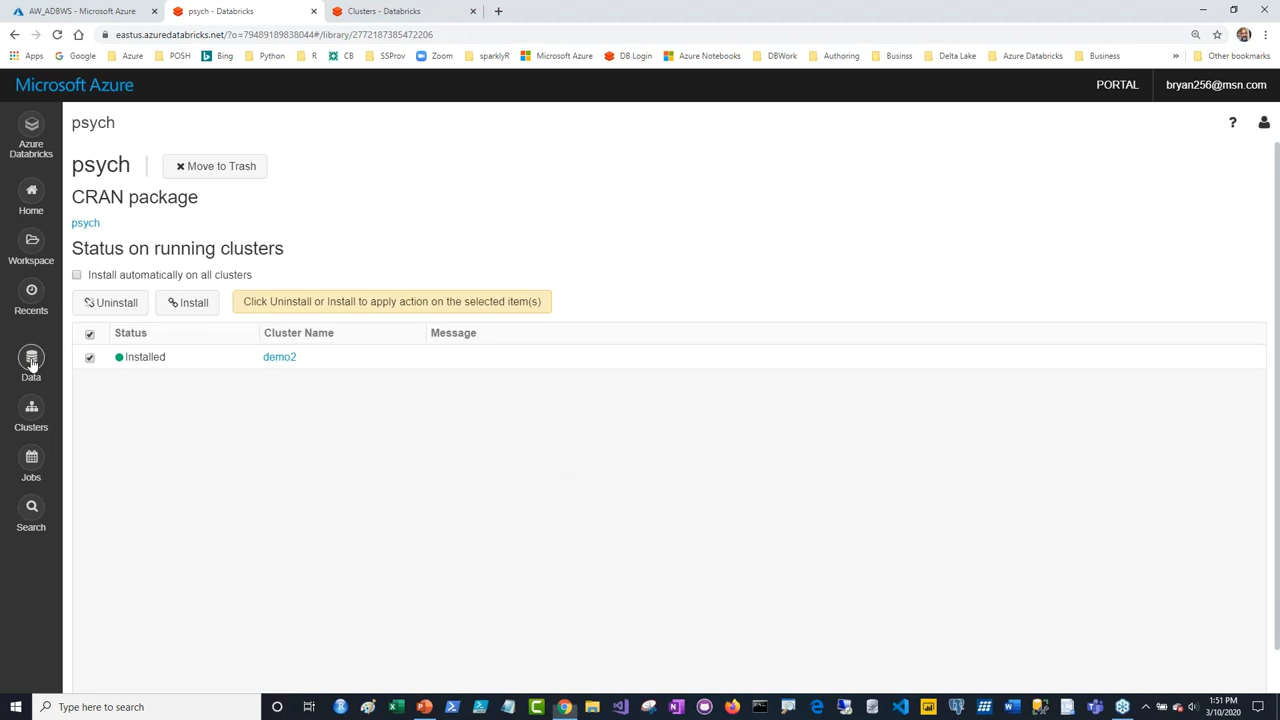 AW_ADBWS - Microsoft Azure
psych - Databricks
Clusters - Databricks
eastus.azuredatabricks.net/?o=79489189838044#/library/2772187385472206
Apps Google Azure POSH Bing Python R CB SSProv Zoom sparklyR Microsoft Azure DB Login Azure Notebooks DBWork Authoring Businss Delta Lake Azure Databricks Business » Other bookmarks
Microsoft Azure
PORTAL
bryan256@msn.com
Azure
Databricks
Home
Workspace
Recents
Data
Clusters
Jobs
Search
psych
?
psych
Move to Trash
CRAN package
psych
Status on running clusters
Install automatically on all clusters
Uninstall
Install
Click Uninstall or Install to apply action on the selected item(s)
Status Cluster Name Message
Installed demo2
Type here to search
1:51 PM
3/10/2020